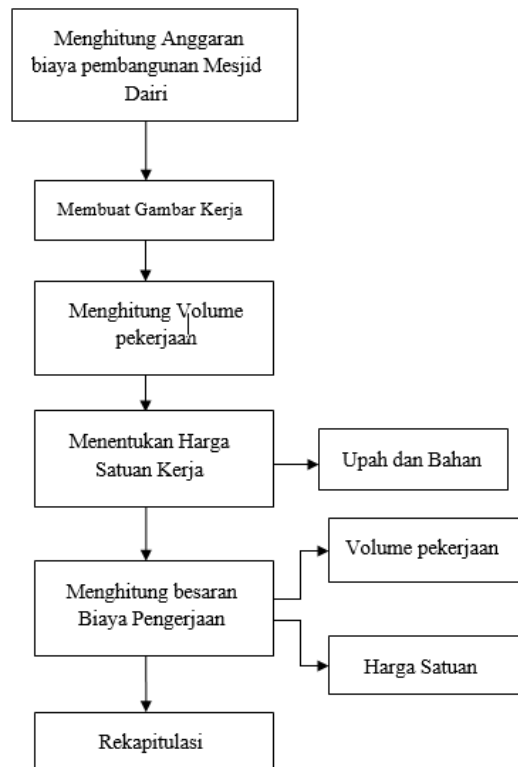 Menghitung Anggaran
biaya pembangunan Mesjid
Dairi
Membuat Gambar Kerja
Menghitung Volume
pekerjaan
Menentukan Harga
Satuan Kerja
Upah dan Bahan
Menghitung besaran
Biaya Pengerjaan
Volume pekerjaan
Harga Satuan
Rekapitulasi